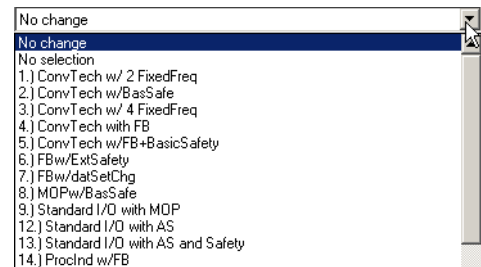 No change
No change
No selection
1.) ConvTech w/ 2 FixedFreq
2.) ConvTech w/BasSafe
3.) ConvTech w/ 4 FixedFreq
4.) ConvTech with FB
5.) ConvTech w/FB+BasicSafety
6.) FBw/ExtSafety
7.) FBw/datSetChg
8.) MOPw/BasSafe
9.) Standard I/O with MOP
12.) Standard I/O with AS
13.) Standard I/O with AS and Safety
14.) ProcInd w/FB